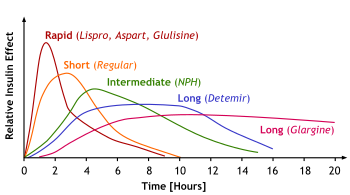 Relative Insulin Effect
Rapid (Lispro, Aspart, Glulisine)
Short (Regular)
Intermediate (NPH)
Long (Detemir)
Long (Glargine)
0 2 4 6 8 10 12 14 16 18 20
Time [Hours]